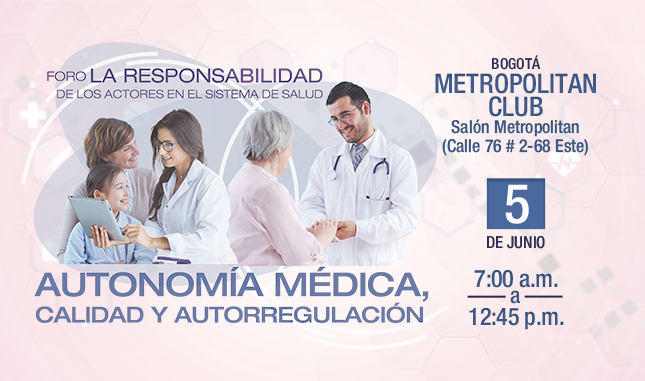 FORO LA RESPONSABILIDAD
DE LOS ACTORES EN EL SISTEMA DE SALUD
AUTONOMÍA MÉDICA,
CALIDAD Y AUTORREGULACIÓN
BOGOTÁ
METROPOLITAN
CLUB
Salón Metropolitan
(Calle 76 # 2-68 Este)
5
DE JUNIO
7:00 a.m.
a
12:45 p.m.